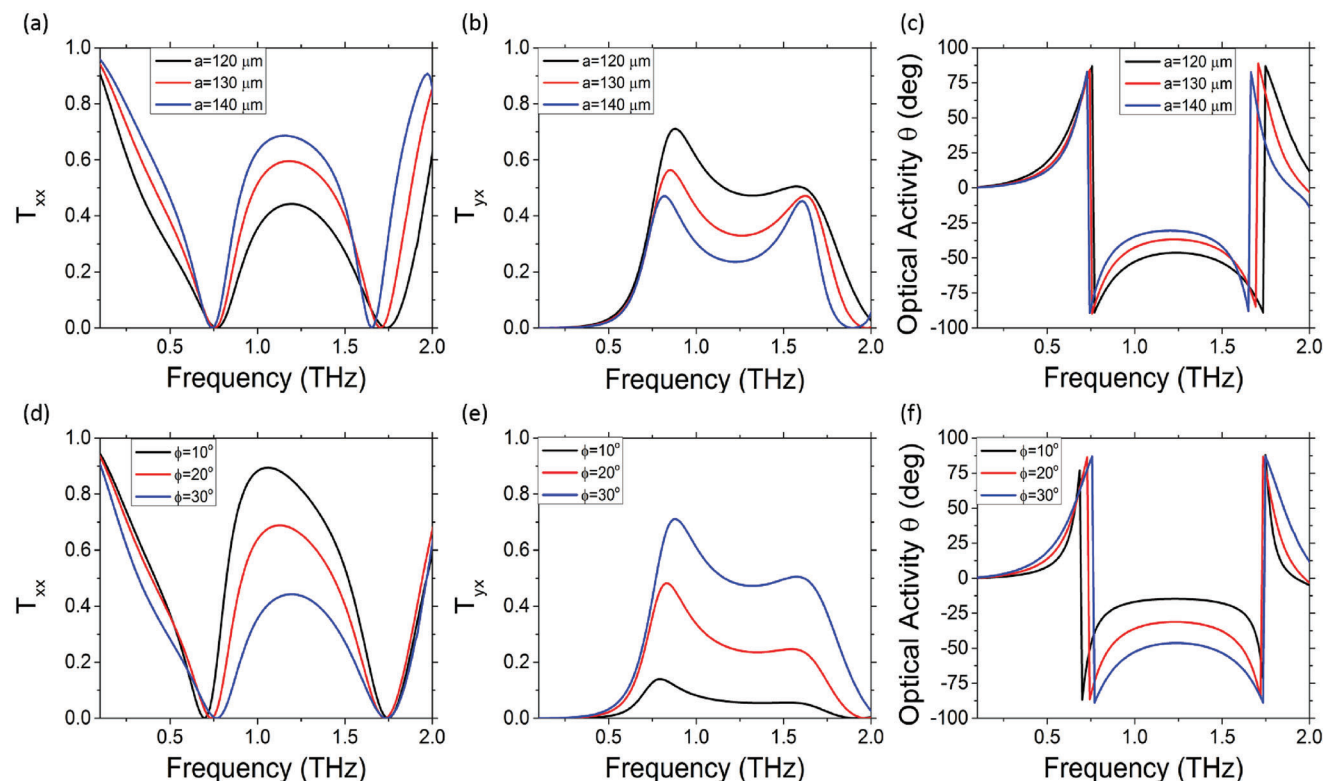 (a)
T_xx
1.0
0.8
0.6
0.4
0.2
0.0
a=120 μm
a=130 μm
a=140 μm
0.5 1.0 1.5 2.0
Frequency (THz)
(b)
T_yx
1.0
0.8
0.6
0.4
0.2
0.0
a=120 μm
a=130 μm
a=140 μm
0.5 1.0 1.5 2.0
Frequency (THz)
(c)
Optical Activity θ (deg)
100
75
50
25
0
-25
-50
-75
-100
a=120 μm
a=130 μm
a=140 μm
0.5 1.0 1.5 2.0
Frequency (THz)
(d)
T_xx
1.0
0.8
0.6
0.4
0.2
0.0
ϕ=10°
ϕ=20°
ϕ=30°
0.5 1.0 1.5 2.0
Frequency (THz)
(e)
T_yx
1.0
0.8
0.6
0.4
0.2
0.0
ϕ=10°
ϕ=20°
ϕ=30°
0.5 1.0 1.5 2.0
Frequency (THz)
(f)
Optical Activity θ (deg)
100
75
50
25
0
-25
-50
-75
-100
ϕ=10°
ϕ=20°
ϕ=30°
0.5 1.0 1.5 2.0
Frequency (THz)